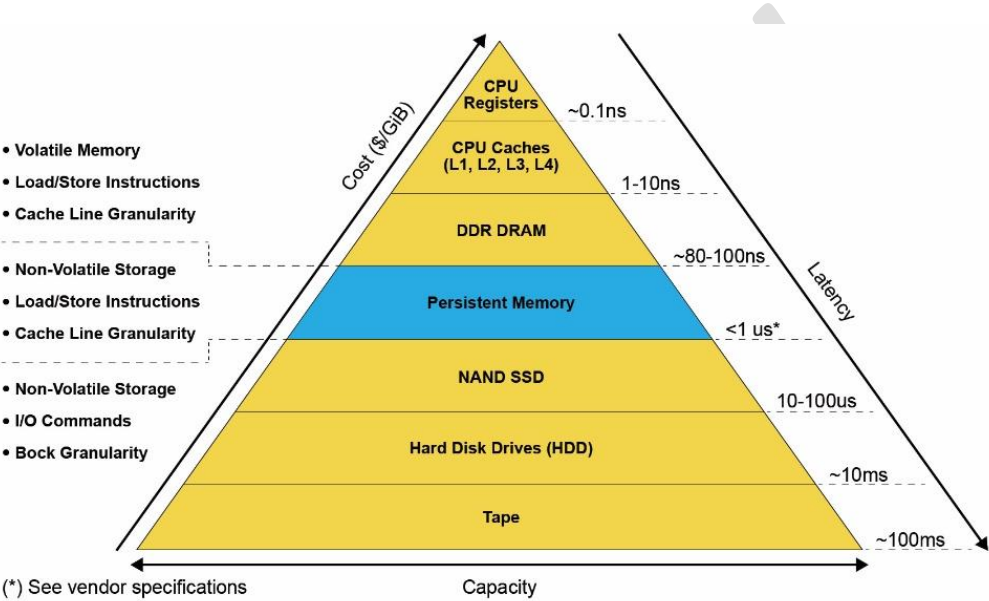 CPU
Registers
~0.1ns
Cost ($/GiB)
• Volatile Memory
CPU Caches
(L1, L2, L3, L4)
• Load/Store Instructions
1-10ns
• Cache Line Granularity
DDR DRAM
~80-100ns
• Non-Volatile Storage
Latency
• Load/Store Instructions
Persistent Memory
• Cache Line Granularity
<1 us*
NAND SSD
• Non-Volatile Storage
10-100us
• I/O Commands
Hard Disk Drives (HDD)
• Bock Granularity
~10ms
Tape
~100ms
(*) See vendor specifications
Capacity